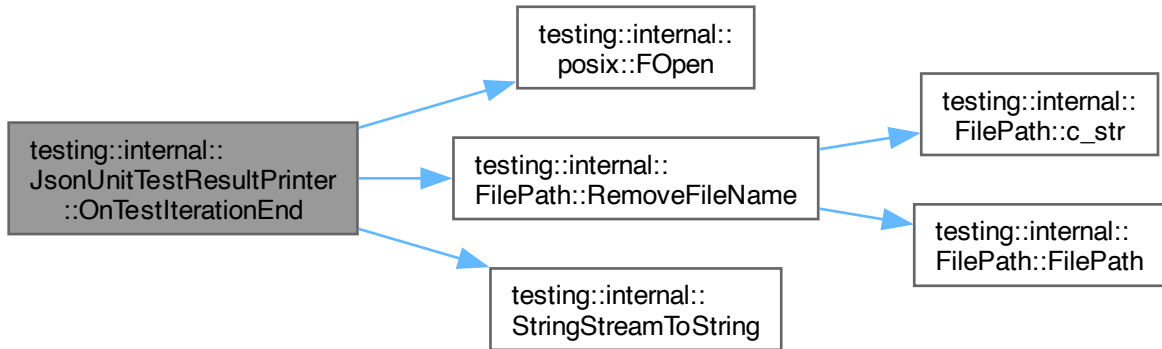 testing::internal::
JsonUnitTestResultPrinter
::OnTestIterationEnd
testing::internal::
posix::FOpen
testing::internal::
FilePath::RemoveFileName
testing::internal::
StringStreamToString
testing::internal::
FilePath::c_str
testing::internal::
FilePath::FilePath